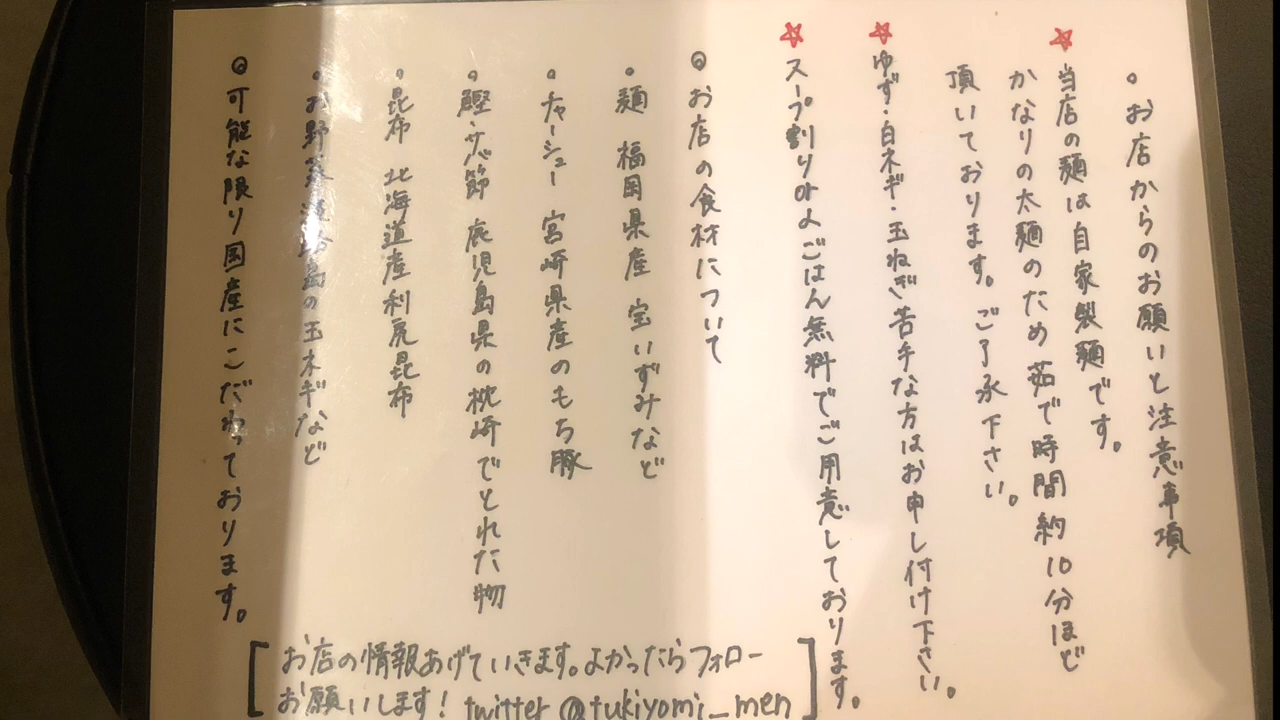 • お店からのお願いと注意事項
☆ 当店の麺は自家製麺です。
かなりの太麺のため茹で時間約10分ほど
頂いております。ご了承下さい。
☆ ゆず・白ネギ・玉ねぎ苦手な方はお申し付け下さい。
☆ スープ割りorよごはん無料でご用意しております。
◎ お店の食材について
• 麺 福岡県産 宝いずみなど
• チャーシュー 宮崎県産のもち豚
• 鰹・サバ節 鹿児島県の枕崎でとれた物
• 昆布 北海道産利尻昆布
• お野菜 淡路島の玉ネギなど
◎ 可能な限り国産にこだわっております。
[お店の情報あげていきます。よかったらフォロー
お願いします! twitter @tukiyomi_men]